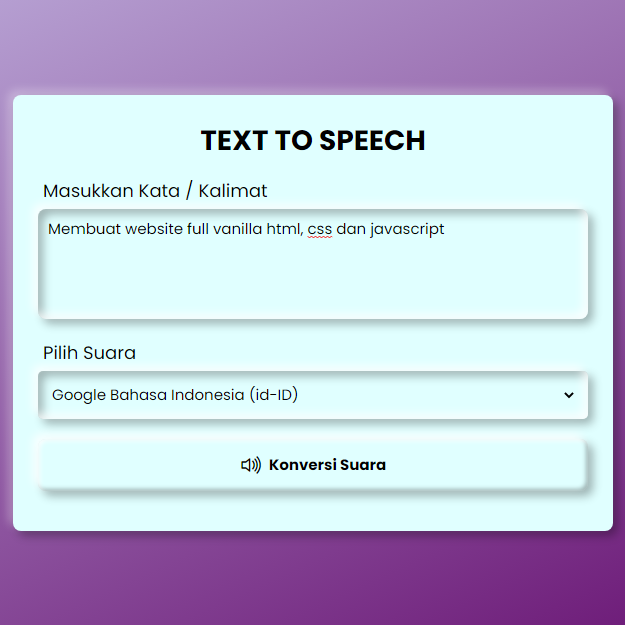 TEXT TO SPEECH
Masukkan Kata / Kalimat
Membuat website full vanilla html, css dan javascript
Pilih Suara
Google Bahasa Indonesia (id-ID)
Konversi Suara